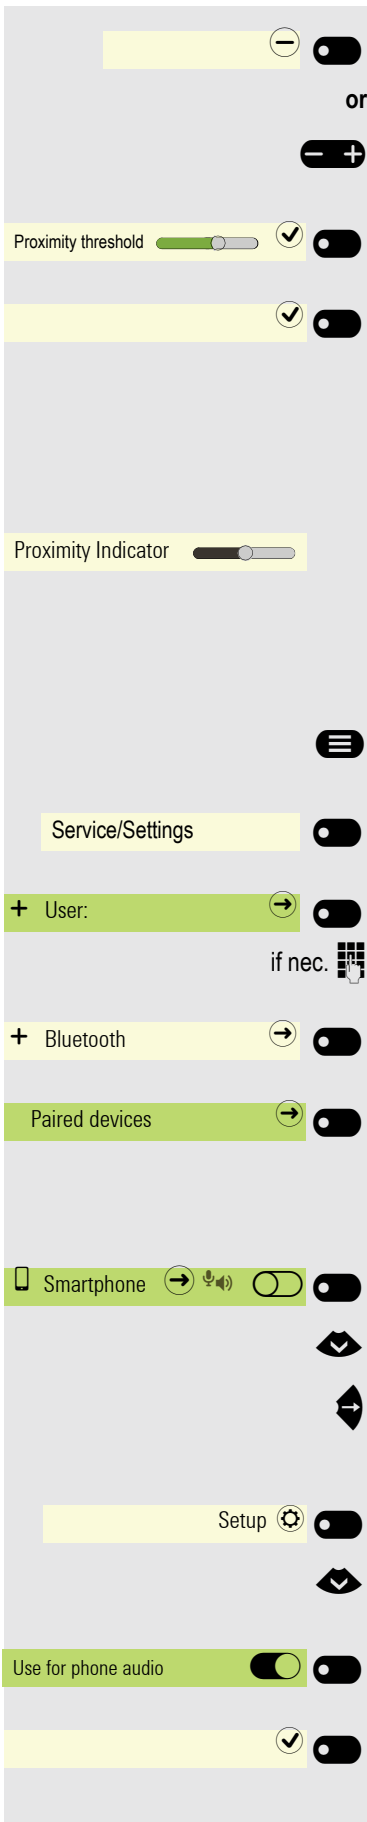 or
Proximity threshold
Proximity Indicator
Service/Settings
+ User:
if nec.
+ Bluetooth
Paired devices
Smartphone
Setup
Use for phone audio